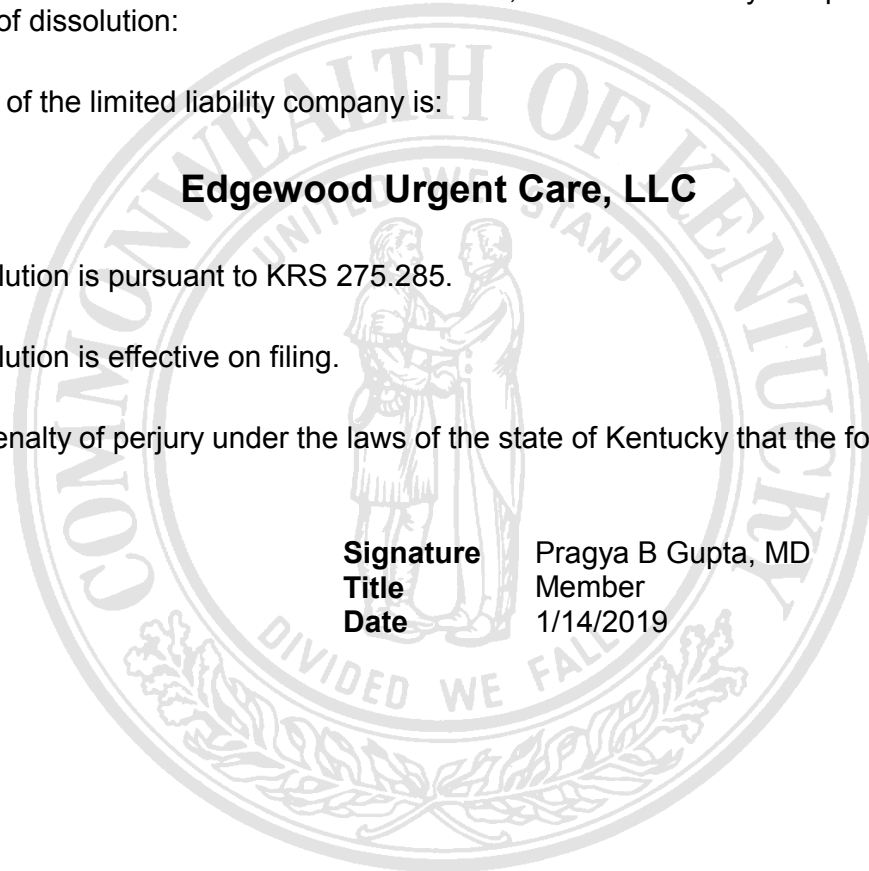 of dissolution:
of the limited liability company is:
Edgewood Urgent Care, LLC
lution is pursuant to KRS 275.285.
lution is effective on filing.
enalty of perjury under the laws of the state of Kentucky that the fo
Signature Pragya B Gupta, MD
Title Member
Date 1/14/2019
COMMONWEALTH OF KENTUCKY
UNITED WE STAND
DIVIDED WE FALL